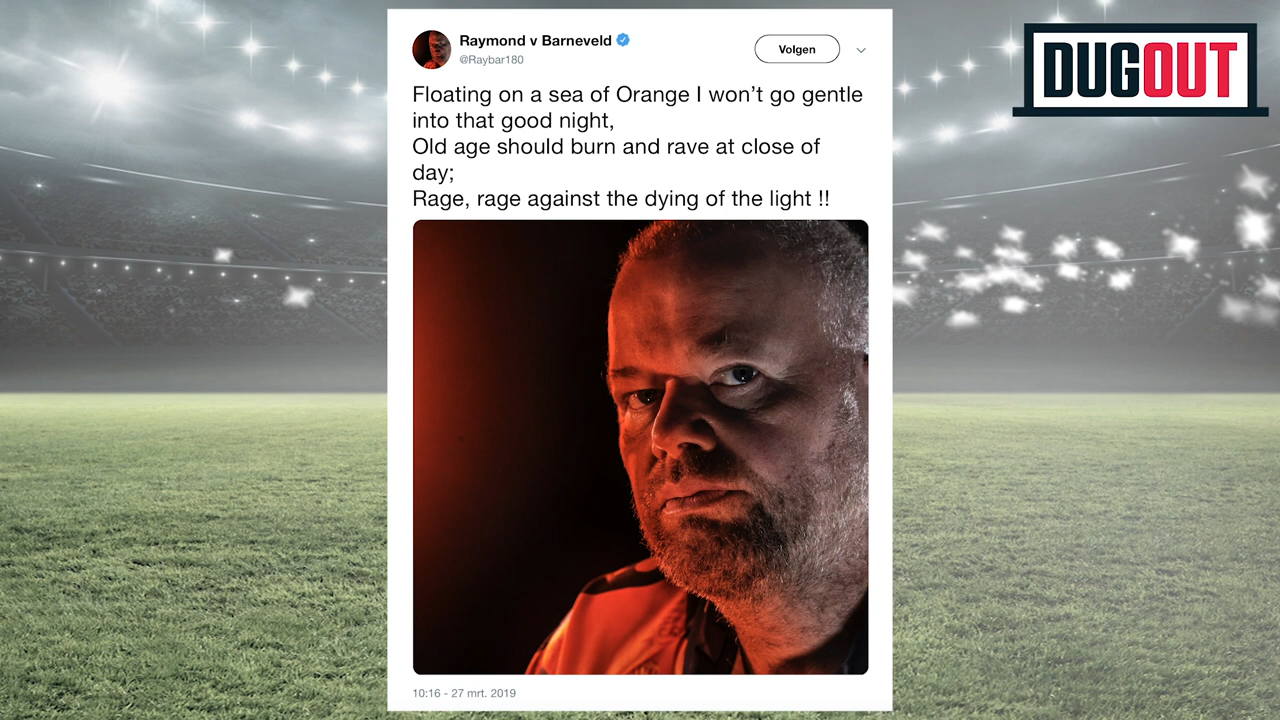 Raymond v Barneveld
@Raybar180
Volgen
DUGOUT
Floating on a sea of Orange I won’t go gentle
into that good night,
Old age should burn and rave at close of
day;
Rage, rage against the dying of the light !!
10:16 - 27 mrt. 2019